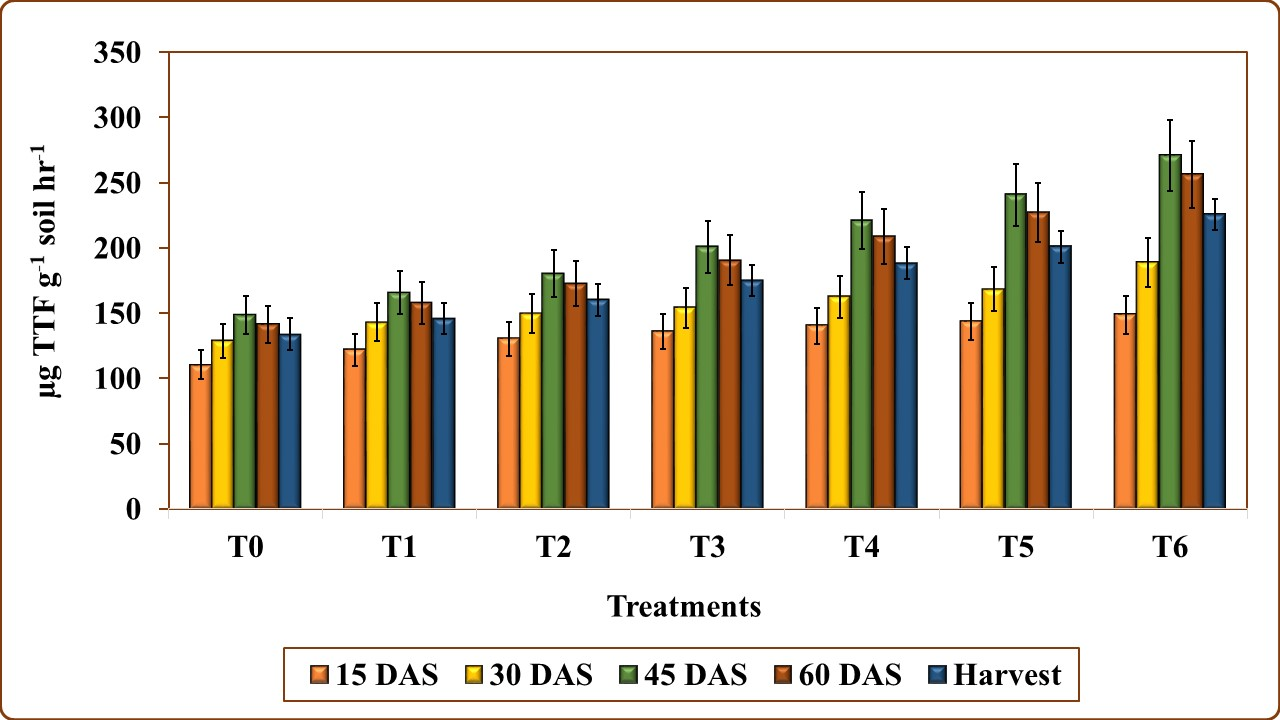 350
300
250
200
150
100
50
0
µg TTF g⁻¹ soil hr⁻¹
T0 T1 T2 T3 T4 T5 T6
Treatments
15 DAS 30 DAS 45 DAS 60 DAS Harvest